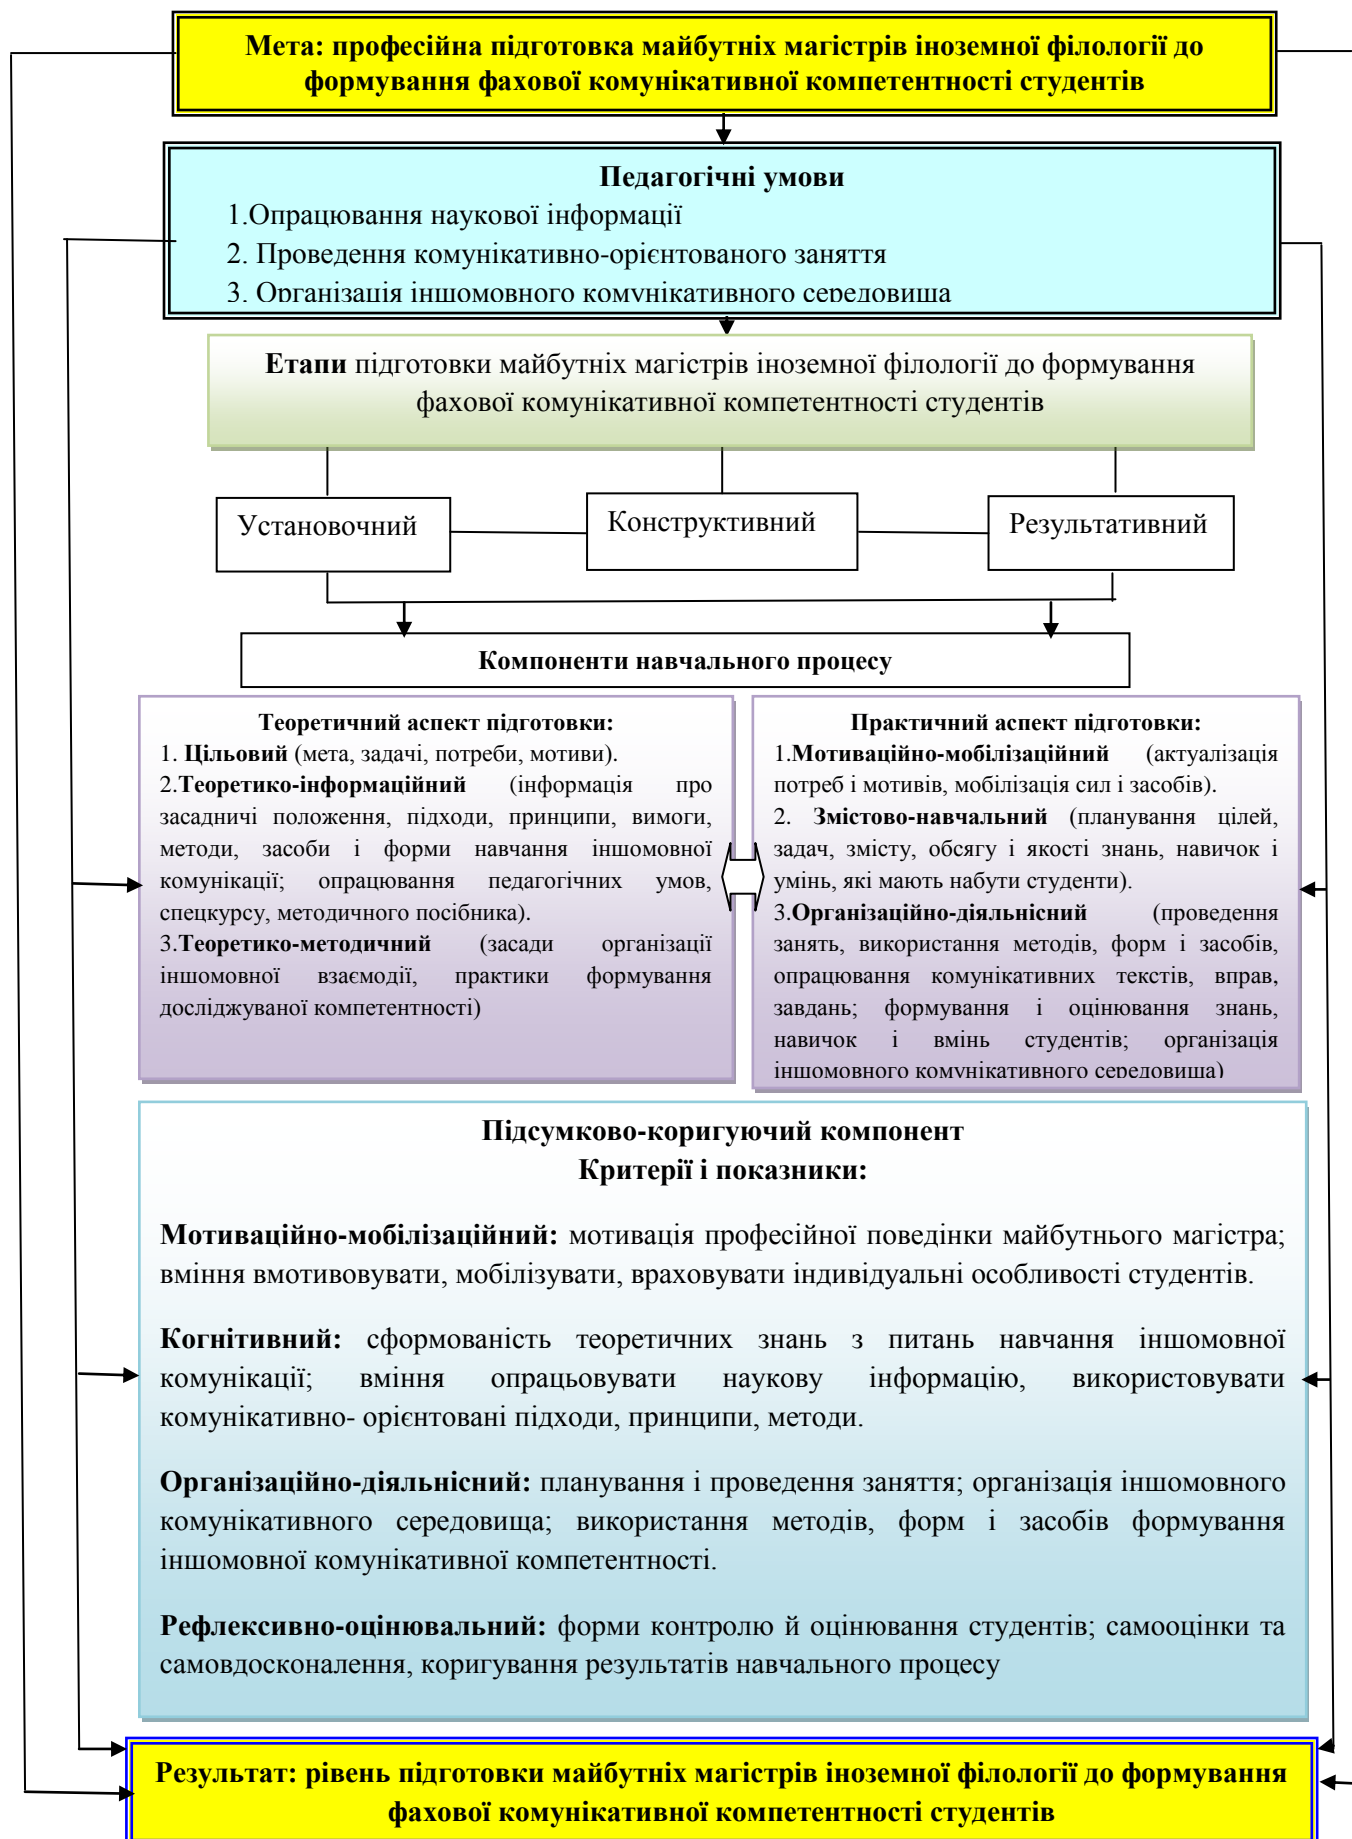 Мета: професійна підготовка майбутніх магістрів іноземної філології до
формування фахової комунікативної компетентності студентів
Педагогічні умови
1.Опрацювання наукової інформації
2. Проведення комунікативно-орієнтованого заняття
3. Організація іншомовного комунікативного середовища
Етапи підготовки майбутніх магістрів іноземної філології до формування
фахової комунікативної компетентності студентів
Установочний
Конструктивний
Результативний
Компоненти навчального процесу
Теоретичний аспект підготовки:
1. Цільовий (мета, задачі, потреби, мотиви).
2.Теоретико-інформаційний (інформація про
засадничі положення, підходи, принципи, вимоги,
методи, засоби і форми навчання іншомовної
комунікації; опрацювання педагогічних умов,
спецкурсу, методичного посібника).
3.Теоретико-методичний (засади організації
іншомовної взаємодії, практики формування
досліджуваної компетентності)
Практичний аспект підготовки:
1.Мотиваційно-мобілізаційний (актуалізація
потреб і мотивів, мобілізація сил і засобів).
2. Змістово-навчальний (планування цілей,
задач, змісту, обсягу і якості знань, навичок і
умінь, які мають набути студенти).
3.Організаційно-діяльнісний (проведення
занять, використання методів, форм і засобів,
опрацювання комунікативних текстів, вправ,
завдань; формування і оцінювання знань,
навичок і вмінь студентів; організація
іншомовного комунікативного середовища)
Підсумково-коригуючий компонент
Критерії і показники:
Мотиваційно-мобілізаційний: мотивація професійної поведінки майбутнього магістра;
вміння вмотивовувати, мобілізувати, враховувати індивідуальні особливості студентів.
Когнітивний: сформованість теоретичних знань з питань навчання іншомовної
комунікації; вміння опрацьовувати наукову інформацію, використовувати
комунікативно- орієнтовані підходи, принципи, методи.
Організаційно-діяльнісний: планування і проведення заняття; організація іншомовного
комунікативного середовища; використання методів, форм і засобів формування
іншомовної комунікативної компетентності.
Рефлексивно-оцінювальний: форми контролю й оцінювання студентів; самооцінки та
самовдосконалення, коригування результатів навчального процесу
Результат: рівень підготовки майбутніх магістрів іноземної філології до формування
фахової комунікативної компетентності студентів